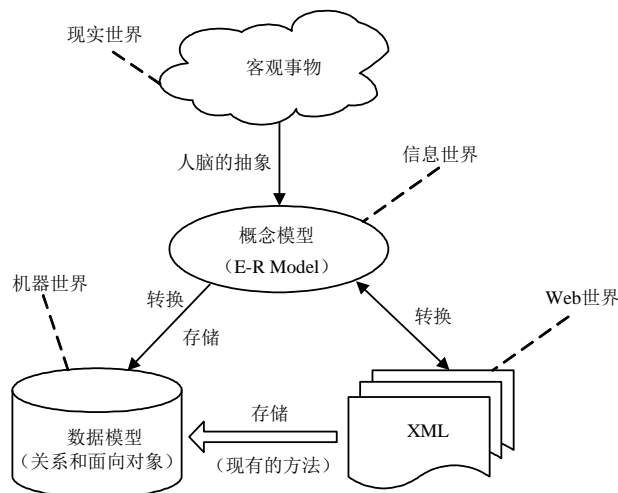 现实世界
客观事物
人脑的抽象
信息世界
概念模型
（E-R Model）
机器世界
转换
存储
转换
Web世界
数据模型
（关系和面向对象）
存储
（现有的方法）
XML